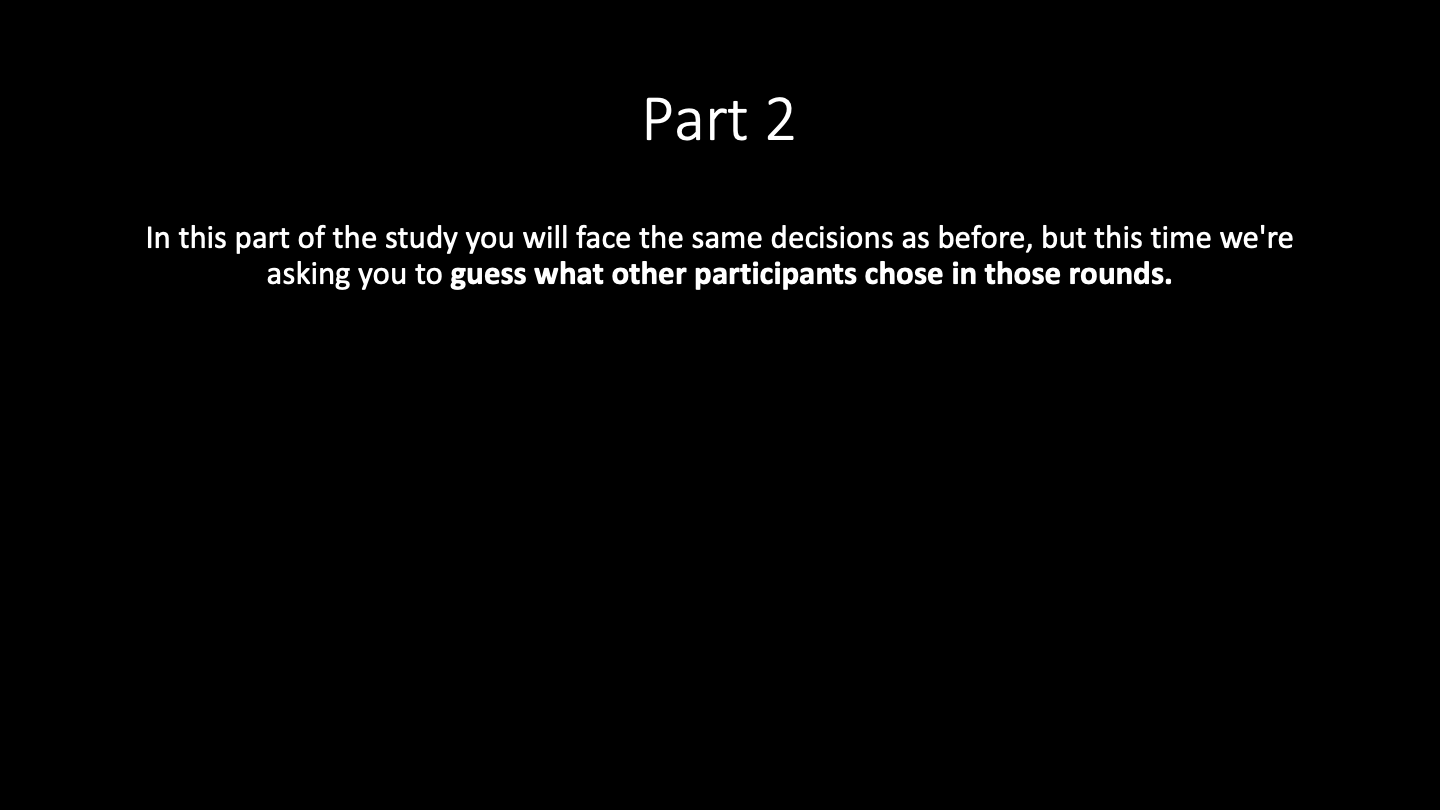 Part 2
In this part of the study you will face the same decisions as before, but this time we're
asking you to guess what other participants chose in those rounds.